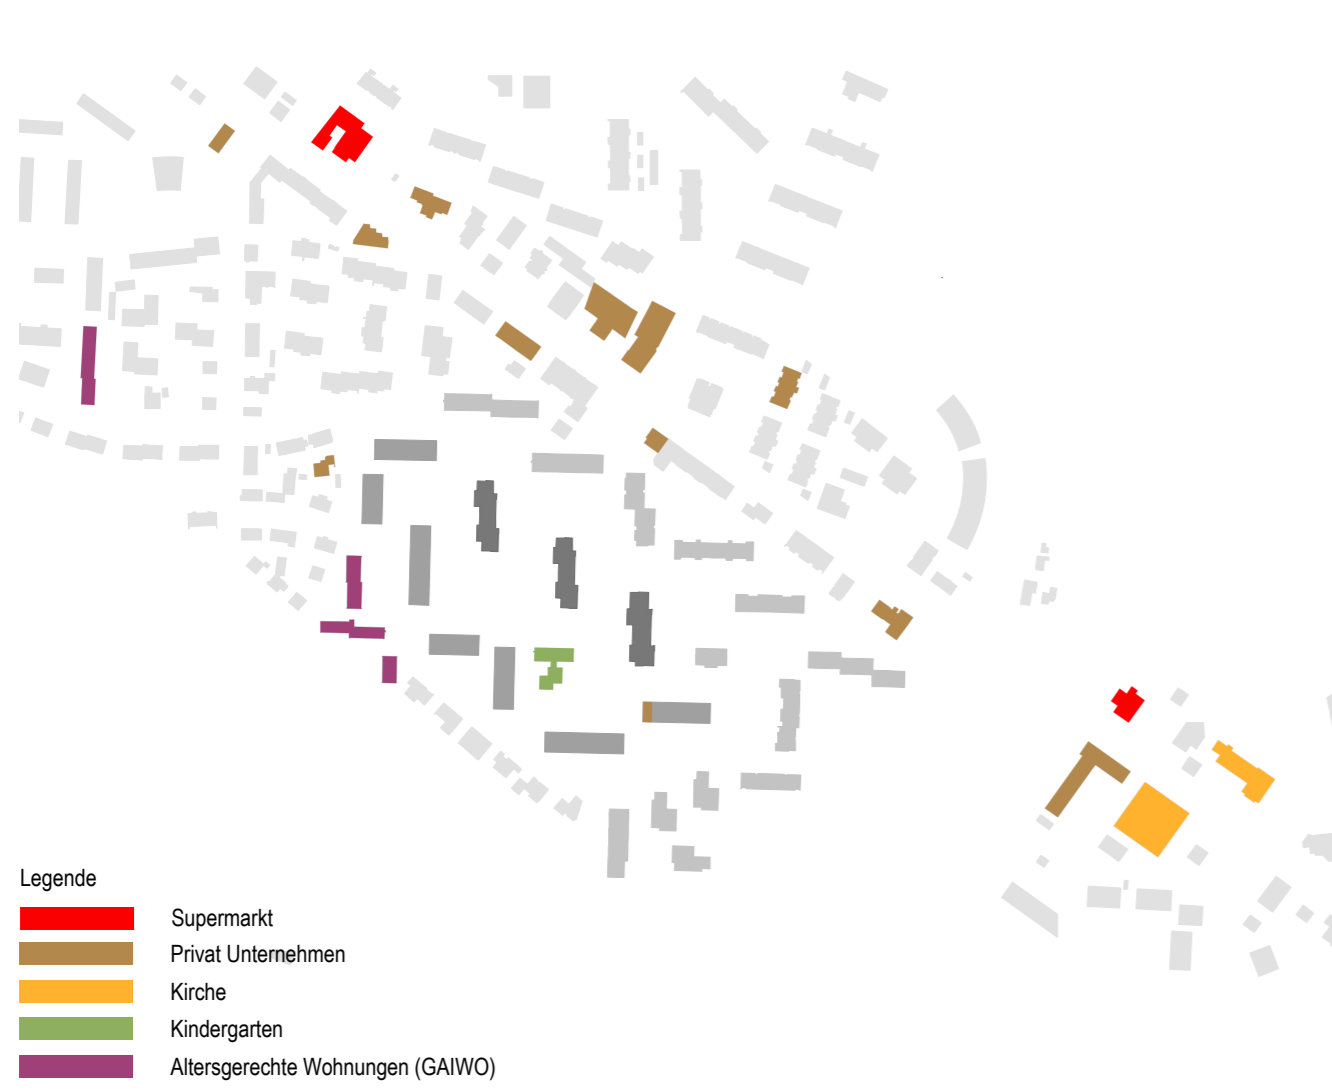 Legende
Supermarkt
Privat Unternehmen
Kirche
Kindergarten
Altersgerechte Wohnungen (GAIWO)